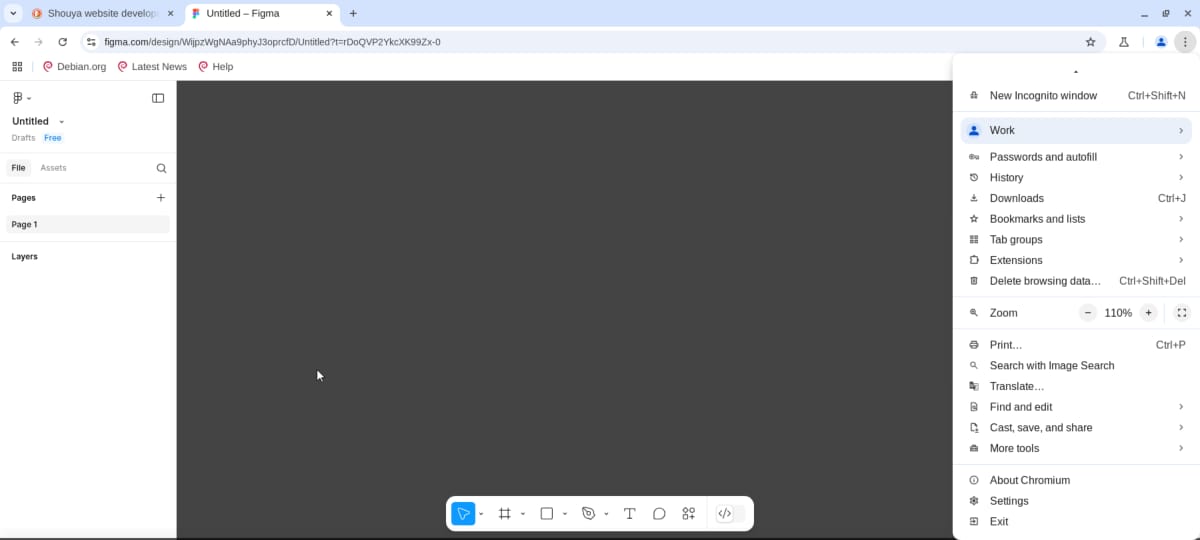 Shouya website develop
Untitled – Figma
figma.com/design/WijpzWgNAa9phyJ3oprcfD/Untitled?t=rDoQVP2YkcXK99Zx-0
Debian.org
Latest News
Help
Untitled
Drafts
Free
File
Assets
Pages
Page 1
Layers
New Incognito window
Ctrl+Shift+N
Work
Passwords and autofill
History
Downloads
Ctrl+J
Bookmarks and lists
Tab groups
Extensions
Delete browsing data…
Ctrl+Shift+Del
Zoom
110%
Print…
Ctrl+P
Search with Image Search
Translate…
Find and edit
Cast, save, and share
More tools
About Chromium
Settings
Exit